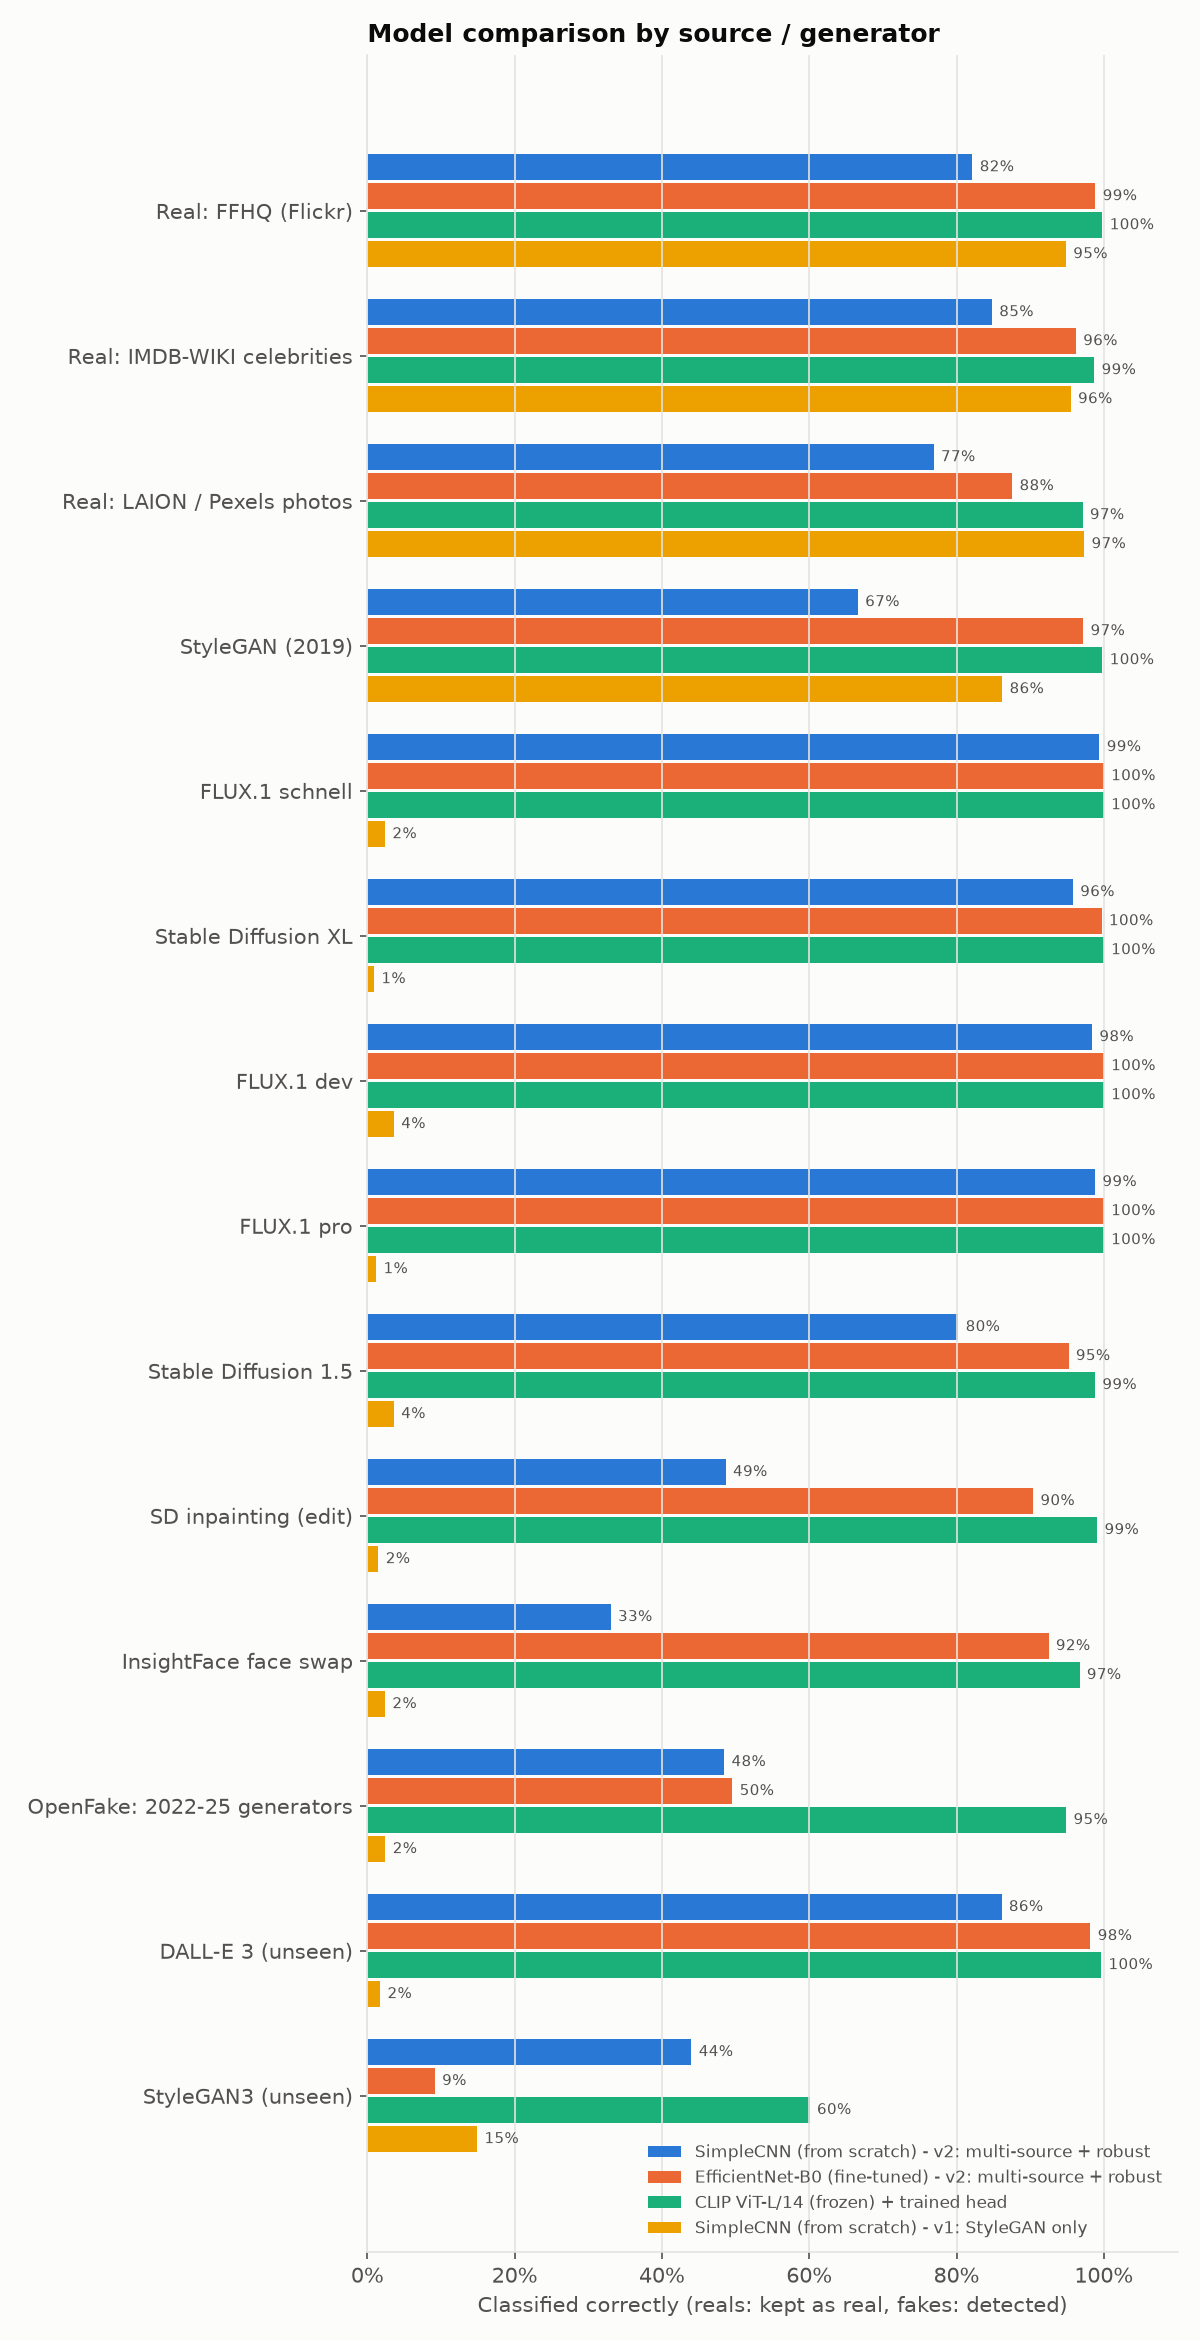 Model comparison by source / generator
Real: FFHQ (Flickr)
82%
99%
100%
95%
Real: IMDB-WIKI celebrities
85%
96%
99%
96%
Real: LAION / Pexels photos
77%
88%
97%
97%
StyleGAN (2019)
67%
97%
100%
86%
FLUX.1 schnell
99%
100%
100%
2%
Stable Diffusion XL
96%
100%
100%
1%
FLUX.1 dev
98%
100%
100%
4%
FLUX.1 pro
99%
100%
100%
1%
Stable Diffusion 1.5
80%
95%
99%
4%
SD inpainting (edit)
49%
90%
99%
2%
InsightFace face swap
33%
92%
97%
2%
OpenFake: 2022-25 generators
48%
50%
95%
2%
DALL-E 3 (unseen)
86%
98%
100%
2%
StyleGAN3 (unseen)
44%
9%
60%
15%
SimpleCNN (from scratch) - v2: multi-source + robust
EfficientNet-B0 (fine-tuned) - v2: multi-source + robust
CLIP ViT-L/14 (frozen) + trained head
SimpleCNN (from scratch) - v1: StyleGAN only
0% 20% 40% 60% 80% 100%
Classified correctly (reals: kept as real, fakes: detected)